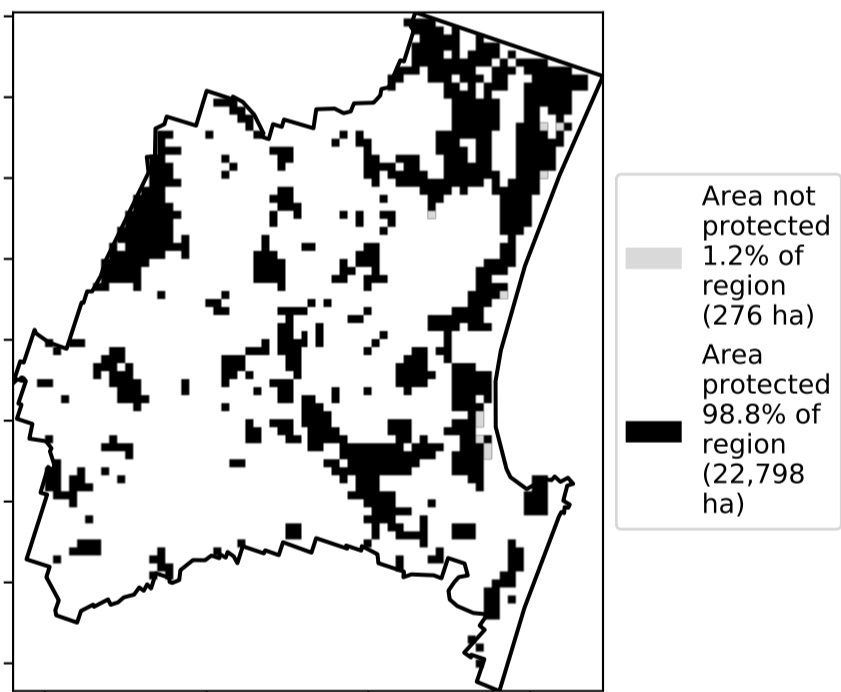 Area not
protected
1.2% of
region
(276 ha)
Area
protected
98.8% of
region
(22,798
ha)